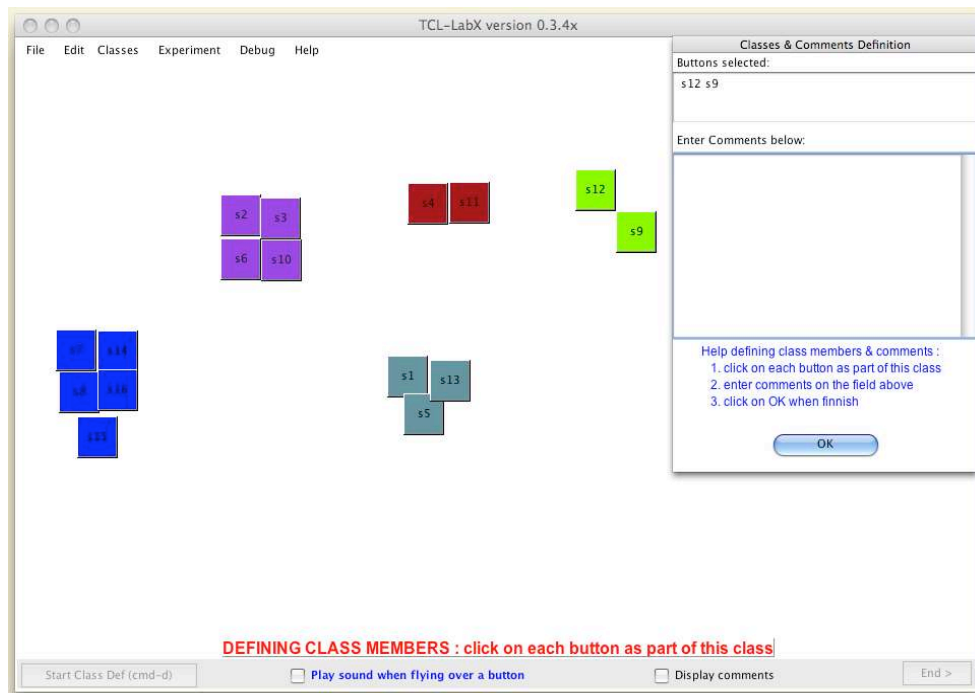 TCL-LabX version 0.3.4x
File Edit Classes Experiment Debug Help
Classes & Comments Definition
Buttons selected:
s12 s9
Enter Comments below:
s2 s3
s6 s10
s4 s11
s12
s9
s14
s8 s16
s1 s13
s5
Help defining class members & comments :
1. click on each button as part of this class
2. enter comments on the field above
3. click on OK when finnish
OK
DEFINING CLASS MEMBERS : click on each button as part of this class
Start Class Def (cmd-d)
Play sound when flying over a button
Display comments
End >